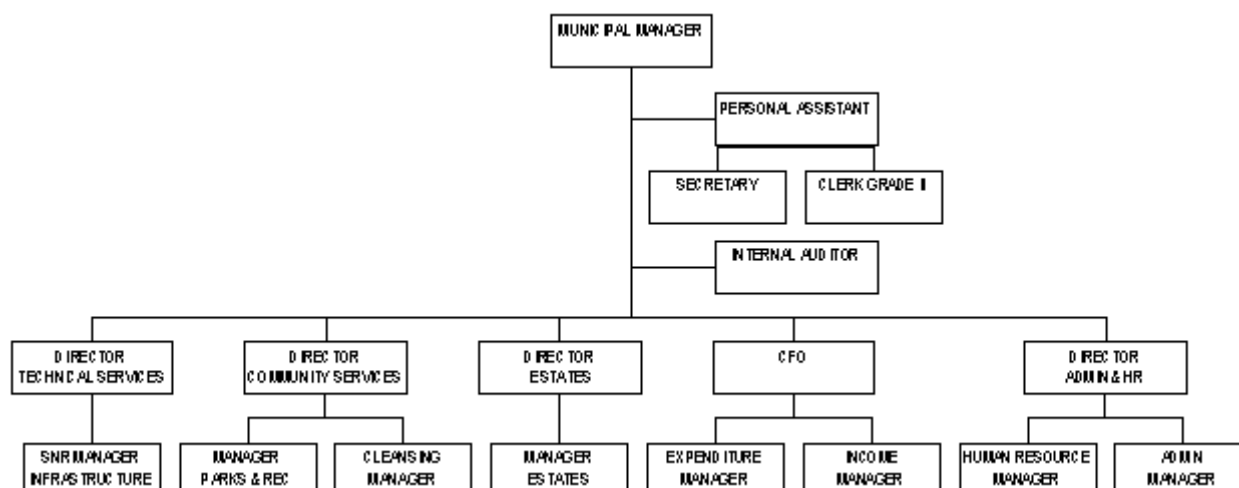 MUNICIPAL MANAGER
PERSONAL ASSISTANT
SECRETARY
CLERK GRADE II
INTERNAL AUDITOR
DIRECTOR
TECHNICAL SERVICES
DIRECTOR
COMMUNITY SERVICES
DIRECTOR
ESTATES
CFO
DIRECTOR
ADMIN & HR
SNR MANAGER
INFRASTRUCTURE
MANAGER
PARKS & REC
CLEANSING
MANAGER
MANAGER
ESTATES
EXPENDITURE
MANAGER
INCOME
MANAGER
HUMAN RESOURCE
MANAGER
ADMIN
MANAGER